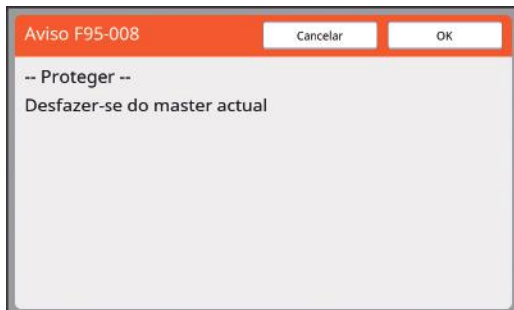 Aviso F95-008
Cancelar
OK
-- Proteger --
Desfazer-se do master actual